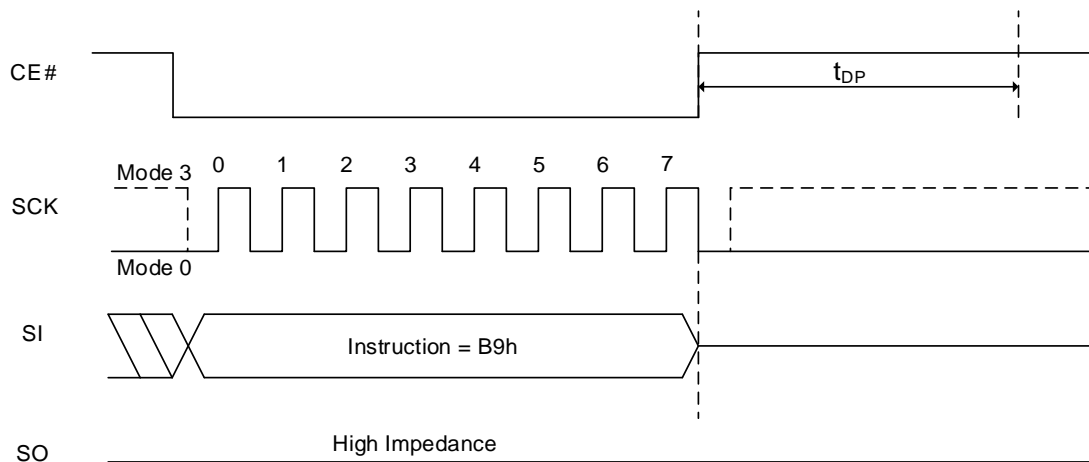 CE#
tDP
Mode 3
0 1 2 3 4 5 6 7
SCK
Mode 0
SI
Instruction = B9h
High Impedance
SO